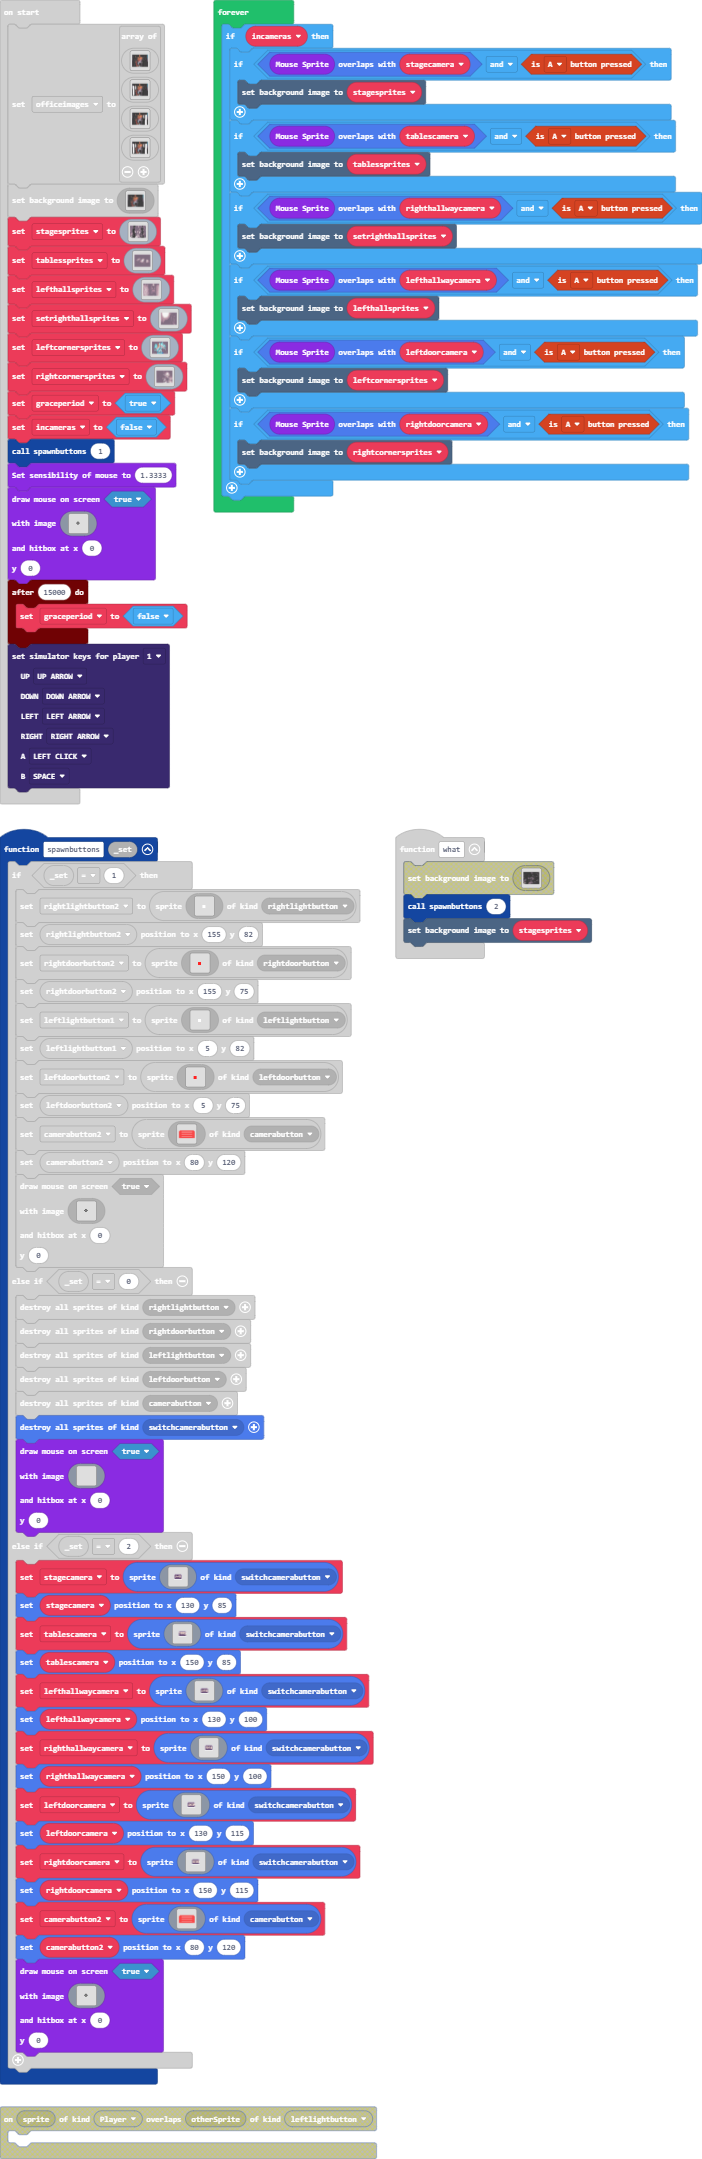 on start
set officeimages to
array of
set background image to
set stagesprites to
set tablessprites to
set lefthallsprites to
set setrighthallsprites to
set leftcornersprites to
set rightcornersprites to
set graceperiod to true
set incameras to false
call spawnbuttons 1
Set sensibility of mouse to 1.3333
draw mouse on screen true
with image
and hitbox at x 0
y 0
after 15000 do
set graceperiod to false
set simulator keys for player 1
UP UP ARROW
DOWN DOWN ARROW
LEFT LEFT ARROW
RIGHT RIGHT ARROW
A LEFT CLICK
B SPACE
forever
if incameras then
if Mouse Sprite overlaps with stagecamera and is A button pressed then
set background image to stagesprites
if Mouse Sprite overlaps with tablescamera and is A button pressed then
set background image to tablessprites
if Mouse Sprite overlaps with righthallwaycamera and is A button pressed then
set background image to setrighthallsprites
if Mouse Sprite overlaps with lefthallwaycamera and is A button pressed then
set background image to lefthallsprites
if Mouse Sprite overlaps with leftdoorcamera and is A button pressed then
set background image to leftcornersprites
if Mouse Sprite overlaps with rightdoorcamera and is A button pressed then
set background image to rightcornersprites
function spawnbuttons _set
if _set = 1 then
set rightlightbutton2 to sprite of kind rightlightbutton
set rightlightbutton2 position to x 155 y 82
set rightdoorbutton2 to sprite of kind rightdoorbutton
set rightdoorbutton2 position to x 155 y 75
set leftlightbutton1 to sprite of kind leftlightbutton
set leftlightbutton1 position to x 5 y 82
set leftdoorbutton2 to sprite of kind leftdoorbutton
set leftdoorbutton2 position to x 5 y 75
set camerabutton2 to sprite of kind camerabutton
set camerabutton2 position to x 80 y 120
draw mouse on screen true
with image
and hitbox at x 0
y 0
else if _set = 0 then
destroy all sprites of kind rightlightbutton
destroy all sprites of kind rightdoorbutton
destroy all sprites of kind leftlightbutton
destroy all sprites of kind leftdoorbutton
destroy all sprites of kind camerabutton
destroy all sprites of kind switchcamerabutton
draw mouse on screen true
with image
and hitbox at x 0
y 0
else if _set = 2 then
set stagecamera to sprite of kind switchcamerabutton
set stagecamera position to x 130 y 85
set tablescamera to sprite of kind switchcamerabutton
set tablescamera position to x 150 y 85
set lefthallwaycamera to sprite of kind switchcamerabutton
set lefthallwaycamera position to x 130 y 100
set righthallwaycamera to sprite of kind switchcamerabutton
set righthallwaycamera position to x 150 y 100
set leftdoorcamera to sprite of kind switchcamerabutton
set leftdoorcamera position to x 130 y 115
set rightdoorcamera to sprite of kind switchcamerabutton
set rightdoorcamera position to x 150 y 115
set camerabutton2 to sprite of kind camerabutton
set camerabutton2 position to x 80 y 120
draw mouse on screen true
with image
and hitbox at x 0
y 0
function what
set background image to
call spawnbuttons 2
set background image to stagesprites
on sprite of kind Player overlaps otherSprite of kind leftlightbutton